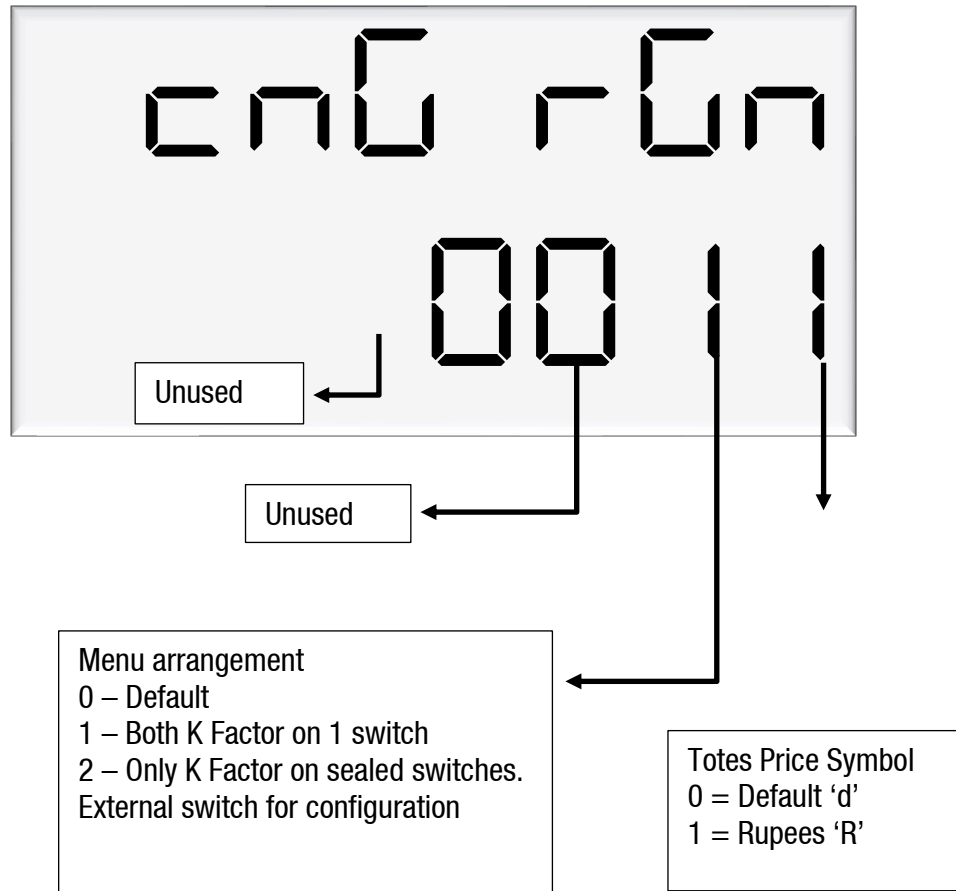 cnG rGn
0011
Unused
Unused
Menu arrangement
0 – Default
1 – Both K Factor on 1 switch
2 – Only K Factor on sealed switches.
External switch for configuration
Totes Price Symbol
0 = Default ‘d’
1 = Rupees ‘R’